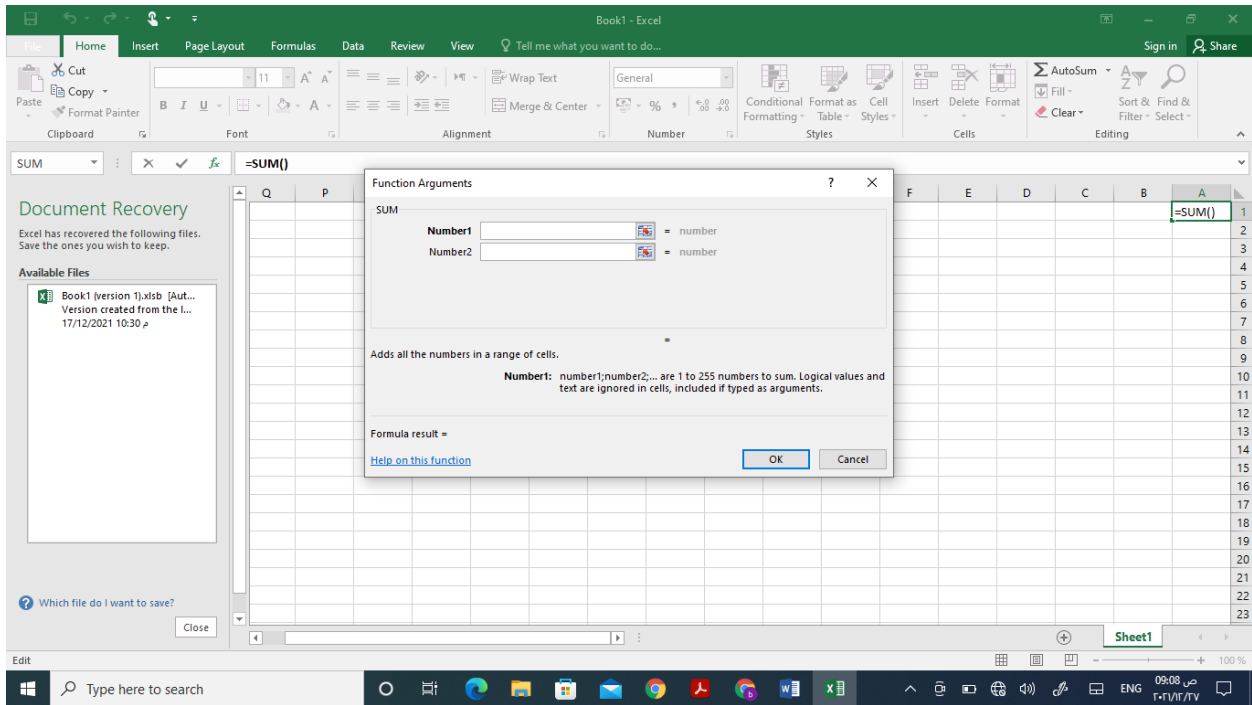 Book1 - Excel
File Home Insert Page Layout Formulas Data Review View Tell me what you want to do... Sign in Share
Paste
Cut
Copy
Format Painter
Clipboard
11 A A
B I U A
Font
Wrap Text
Merge & Center
Alignment
General
%
Number
Conditional Formatting
Format as Table
Cell Styles
Styles
Insert Delete Format
Cells
AutoSum
Fill
Clear
Sort & Filter
Find & Select
Editing
SUM fx =SUM()
Document Recovery
Excel has recovered the following files.
Save the ones you wish to keep.
Available Files
Book1 (version 1).xlsb [Aut...
Version created from the l...
17/12/2021 10:30 م
Which file do I want to save?
Close
Q P F E D C B A
=SUM()
1
2
3
4
5
6
7
8
9
10
11
12
13
14
15
16
17
18
19
20
21
22
23
Function Arguments ? ×
SUM
Number1 = number
Number2 = number
=
Adds all the numbers in a range of cells.
Number1: number1;number2;... are 1 to 255 numbers to sum. Logical values and
text are ignored in cells, included if typed as arguments.
Formula result =
Help on this function
OK Cancel
Sheet1
Edit
100 %
Type here to search
ENG
09:08 ص
٢٠٢١/١٢/٢٧